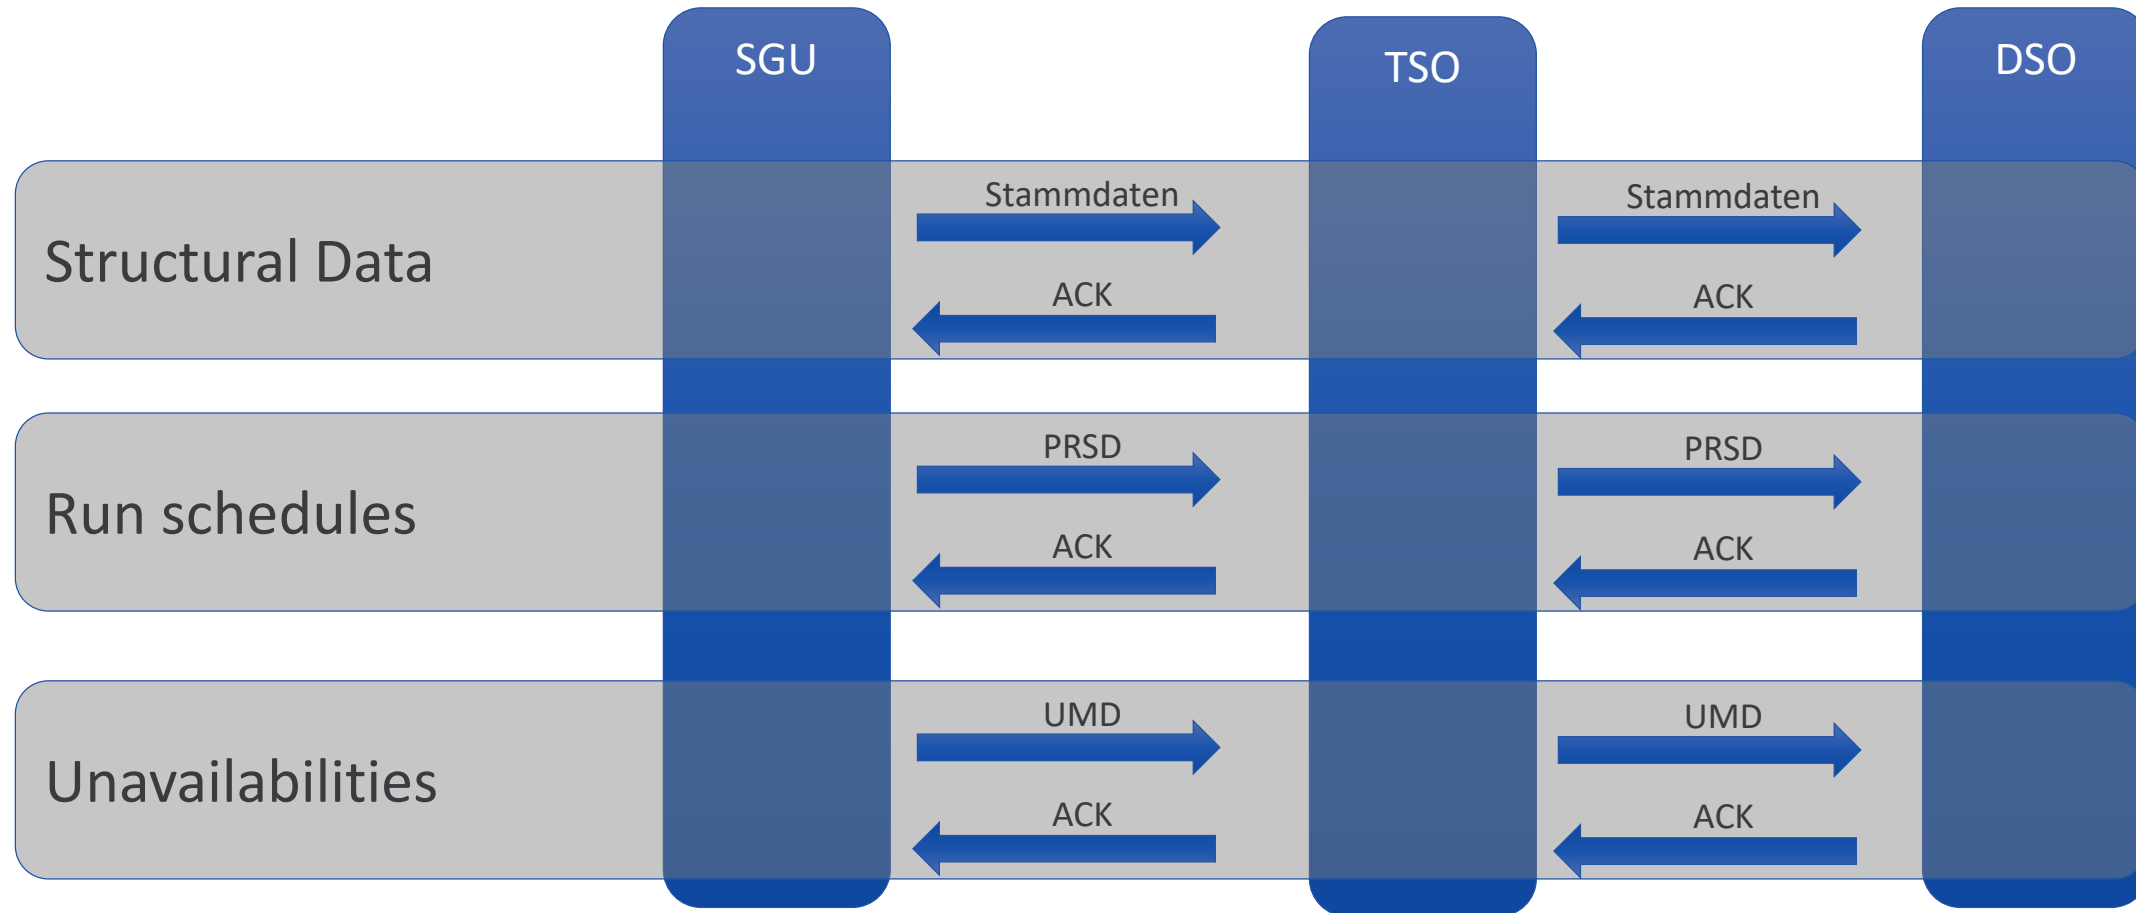 SGU
TSO
DSO
Structural Data
Stammdaten
Stammdaten
ACK
ACK
Run schedules
PRSD
PRSD
ACK
ACK
Unavailabilities
UMD
UMD
ACK
ACK